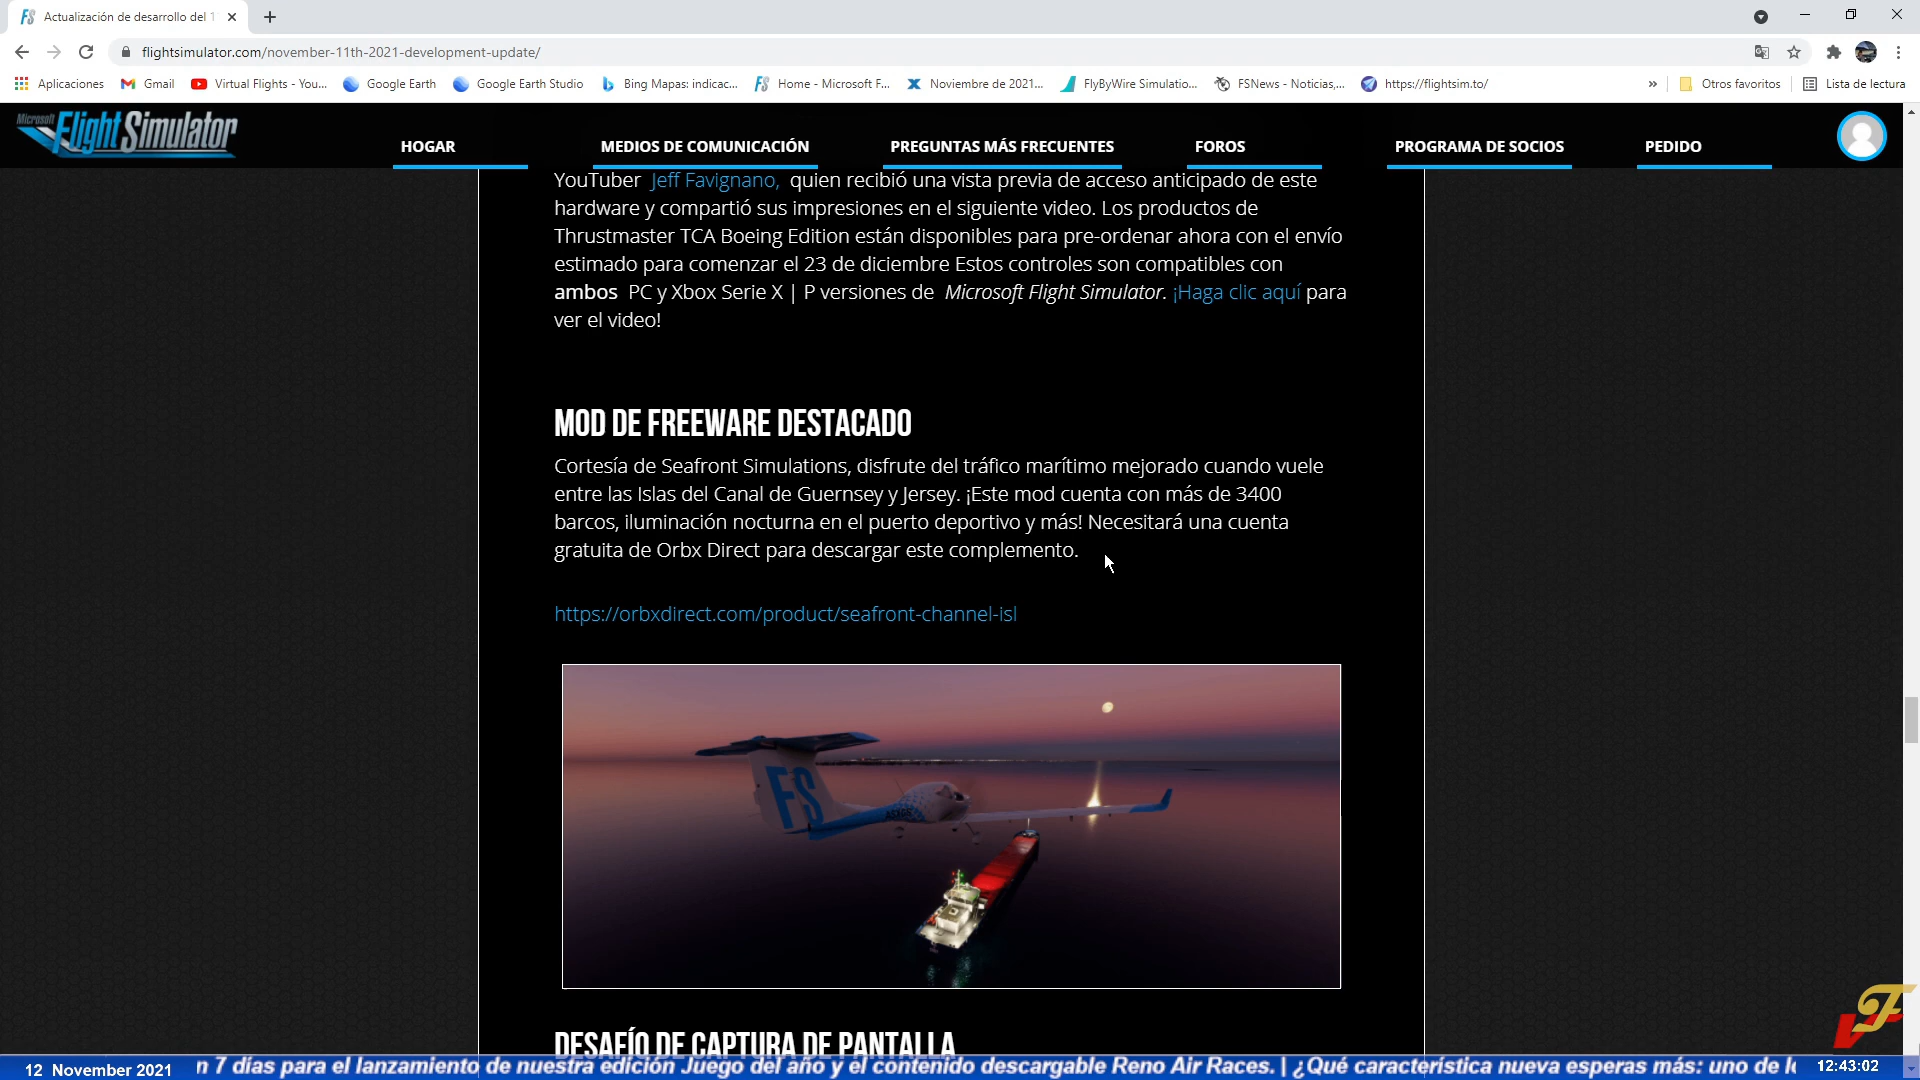 Actualización de desarrollo del 1
flightsimulator.com/november-11th-2021-development-update/
Aplicaciones Gmail Virtual Flights - You... Google Earth Google Earth Studio Bing Mapas: indicac... Home - Microsoft F... Noviembre de 2021... FlyByWire Simulatio... FSNews - Noticias,... https://flightsim.to/ » Otros favoritos Lista de lectura
Microsoft Flight Simulator
HOGAR MEDIOS DE COMUNICACIÓN PREGUNTAS MÁS FRECUENTES FOROS PROGRAMA DE SOCIOS PEDIDO
YouTuber Jeff Favignano, quien recibió una vista previa de acceso anticipado de este
hardware y compartió sus impresiones en el siguiente video. Los productos de
Thrustmaster TCA Boeing Edition están disponibles para pre-ordenar ahora con el envío
estimado para comenzar el 23 de diciembre Estos controles son compatibles con
ambos PC y Xbox Serie X | P versiones de Microsoft Flight Simulator. ¡Haga clic aquí para
ver el video!
MOD DE FREEWARE DESTACADO
Cortesía de Seafront Simulations, disfrute del tráfico marítimo mejorado cuando vuele
entre las Islas del Canal de Guernsey y Jersey. ¡Este mod cuenta con más de 3400
barcos, iluminación nocturna en el puerto deportivo y más! Necesitará una cuenta
gratuita de Orbx Direct para descargar este complemento.
https://orbxdirect.com/product/seafront-channel-isl
FS
DESAFÍO DE CAPTURA DE PANTALLA
12 November 2021 n 7 días para el lanzamiento de nuestra edición Juego del año y el contenido descargable Reno Air Races. | ¿Qué característica nueva esperas más: uno de lo 12:43:02